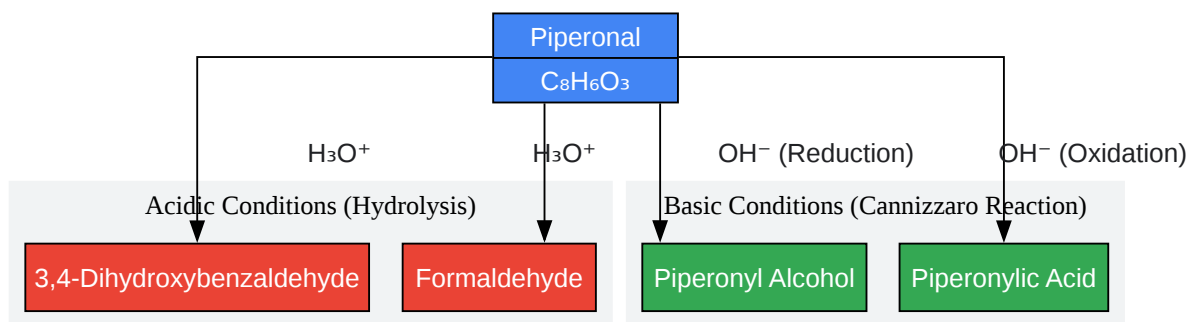 Piperonal
C₈H₆O₃
H₃O⁺
H₃O⁺
OH⁻ (Reduction)
OH⁻ (Oxidation)
Acidic Conditions (Hydrolysis)
Basic Conditions (Cannizzaro Reaction)
3,4-Dihydroxybenzaldehyde
Formaldehyde
Piperonyl Alcohol
Piperonylic Acid